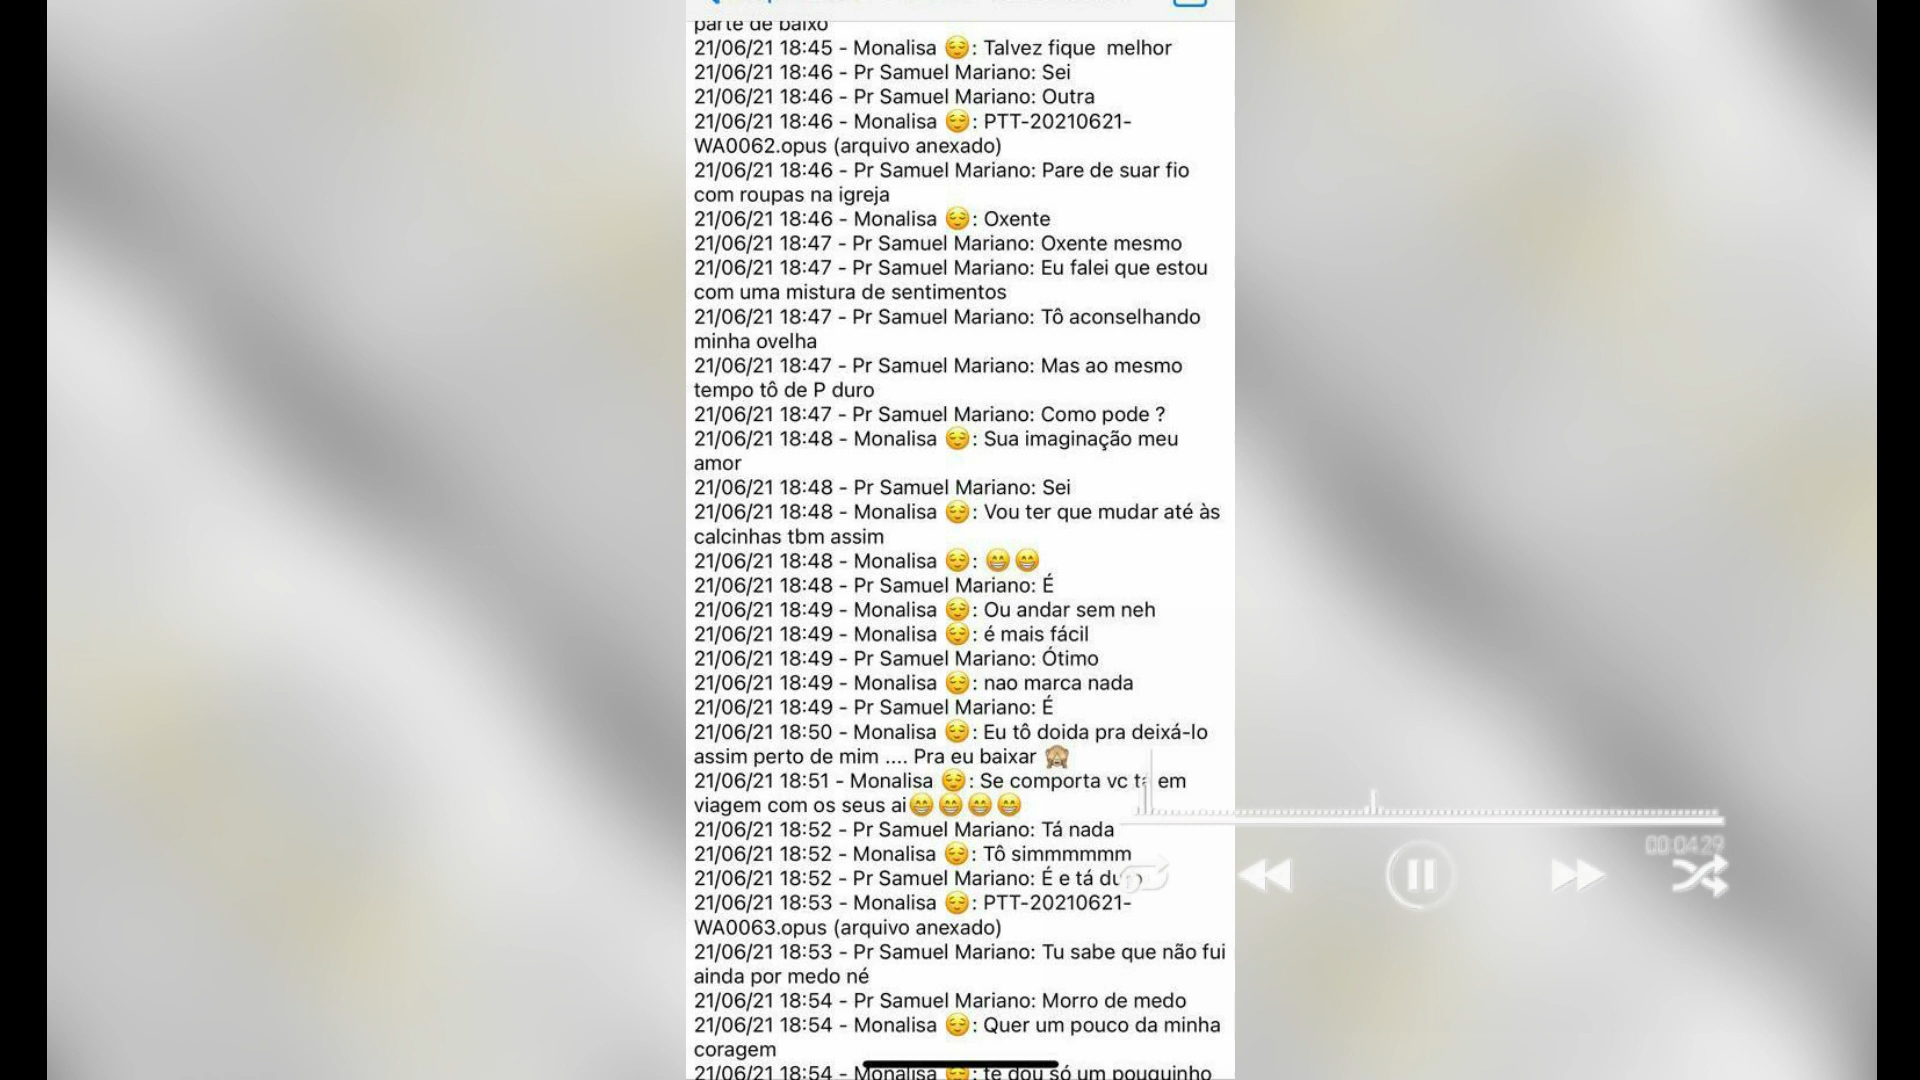 parte de baixo
21/06/21 18:45 - Monalisa 😌: Talvez fique  melhor
21/06/21 18:46 - Pr Samuel Mariano: Sei
21/06/21 18:46 - Pr Samuel Mariano: Outra
21/06/21 18:46 - Monalisa 😌: PTT-20210621-
WA0062.opus (arquivo anexado)
21/06/21 18:46 - Pr Samuel Mariano: Pare de suar fio
com roupas na igreja
21/06/21 18:46 - Monalisa 😌: Oxente
21/06/21 18:47 - Pr Samuel Mariano: Oxente mesmo
21/06/21 18:47 - Pr Samuel Mariano: Eu falei que estou
com uma mistura de sentimentos
21/06/21 18:47 - Pr Samuel Mariano: Tô aconselhando
minha ovelha
21/06/21 18:47 - Pr Samuel Mariano: Mas ao mesmo
tempo tô de P duro
21/06/21 18:47 - Pr Samuel Mariano: Como pode ?
21/06/21 18:48 - Monalisa 😌: Sua imaginação meu
amor
21/06/21 18:48 - Pr Samuel Mariano: Sei
21/06/21 18:48 - Monalisa 😌: Vou ter que mudar até às
calcinhas tbm assim
21/06/21 18:48 - Monalisa 😌: 😁😁
21/06/21 18:48 - Pr Samuel Mariano: É
21/06/21 18:49 - Monalisa 😌: Ou andar sem neh
21/06/21 18:49 - Monalisa 😌: é mais fácil
21/06/21 18:49 - Pr Samuel Mariano: Ótimo
21/06/21 18:49 - Monalisa 😌: nao marca nada
21/06/21 18:49 - Pr Samuel Mariano: É
21/06/21 18:50 - Monalisa 😌: Eu tô doida pra deixá-lo
assim perto de mim .... Pra eu baixar 🙈
21/06/21 18:51 - Monalisa 😌: Se comporta vc tá em
viagem com os seus ai😁😁😁😁
21/06/21 18:52 - Pr Samuel Mariano: Tá nada
21/06/21 18:52 - Monalisa 😌: Tô simmmmmm
21/06/21 18:52 - Pr Samuel Mariano: É e tá duro
21/06/21 18:53 - Monalisa 😌: PTT-20210621-
WA0063.opus (arquivo anexado)
21/06/21 18:53 - Pr Samuel Mariano: Tu sabe que não fui
ainda por medo né
21/06/21 18:54 - Pr Samuel Mariano: Morro de medo
21/06/21 18:54 - Monalisa 😌: Quer um pouco da minha
coragem
21/06/21 18:54 - Monalisa 😌: te dou só um pouquinho
00:04:29